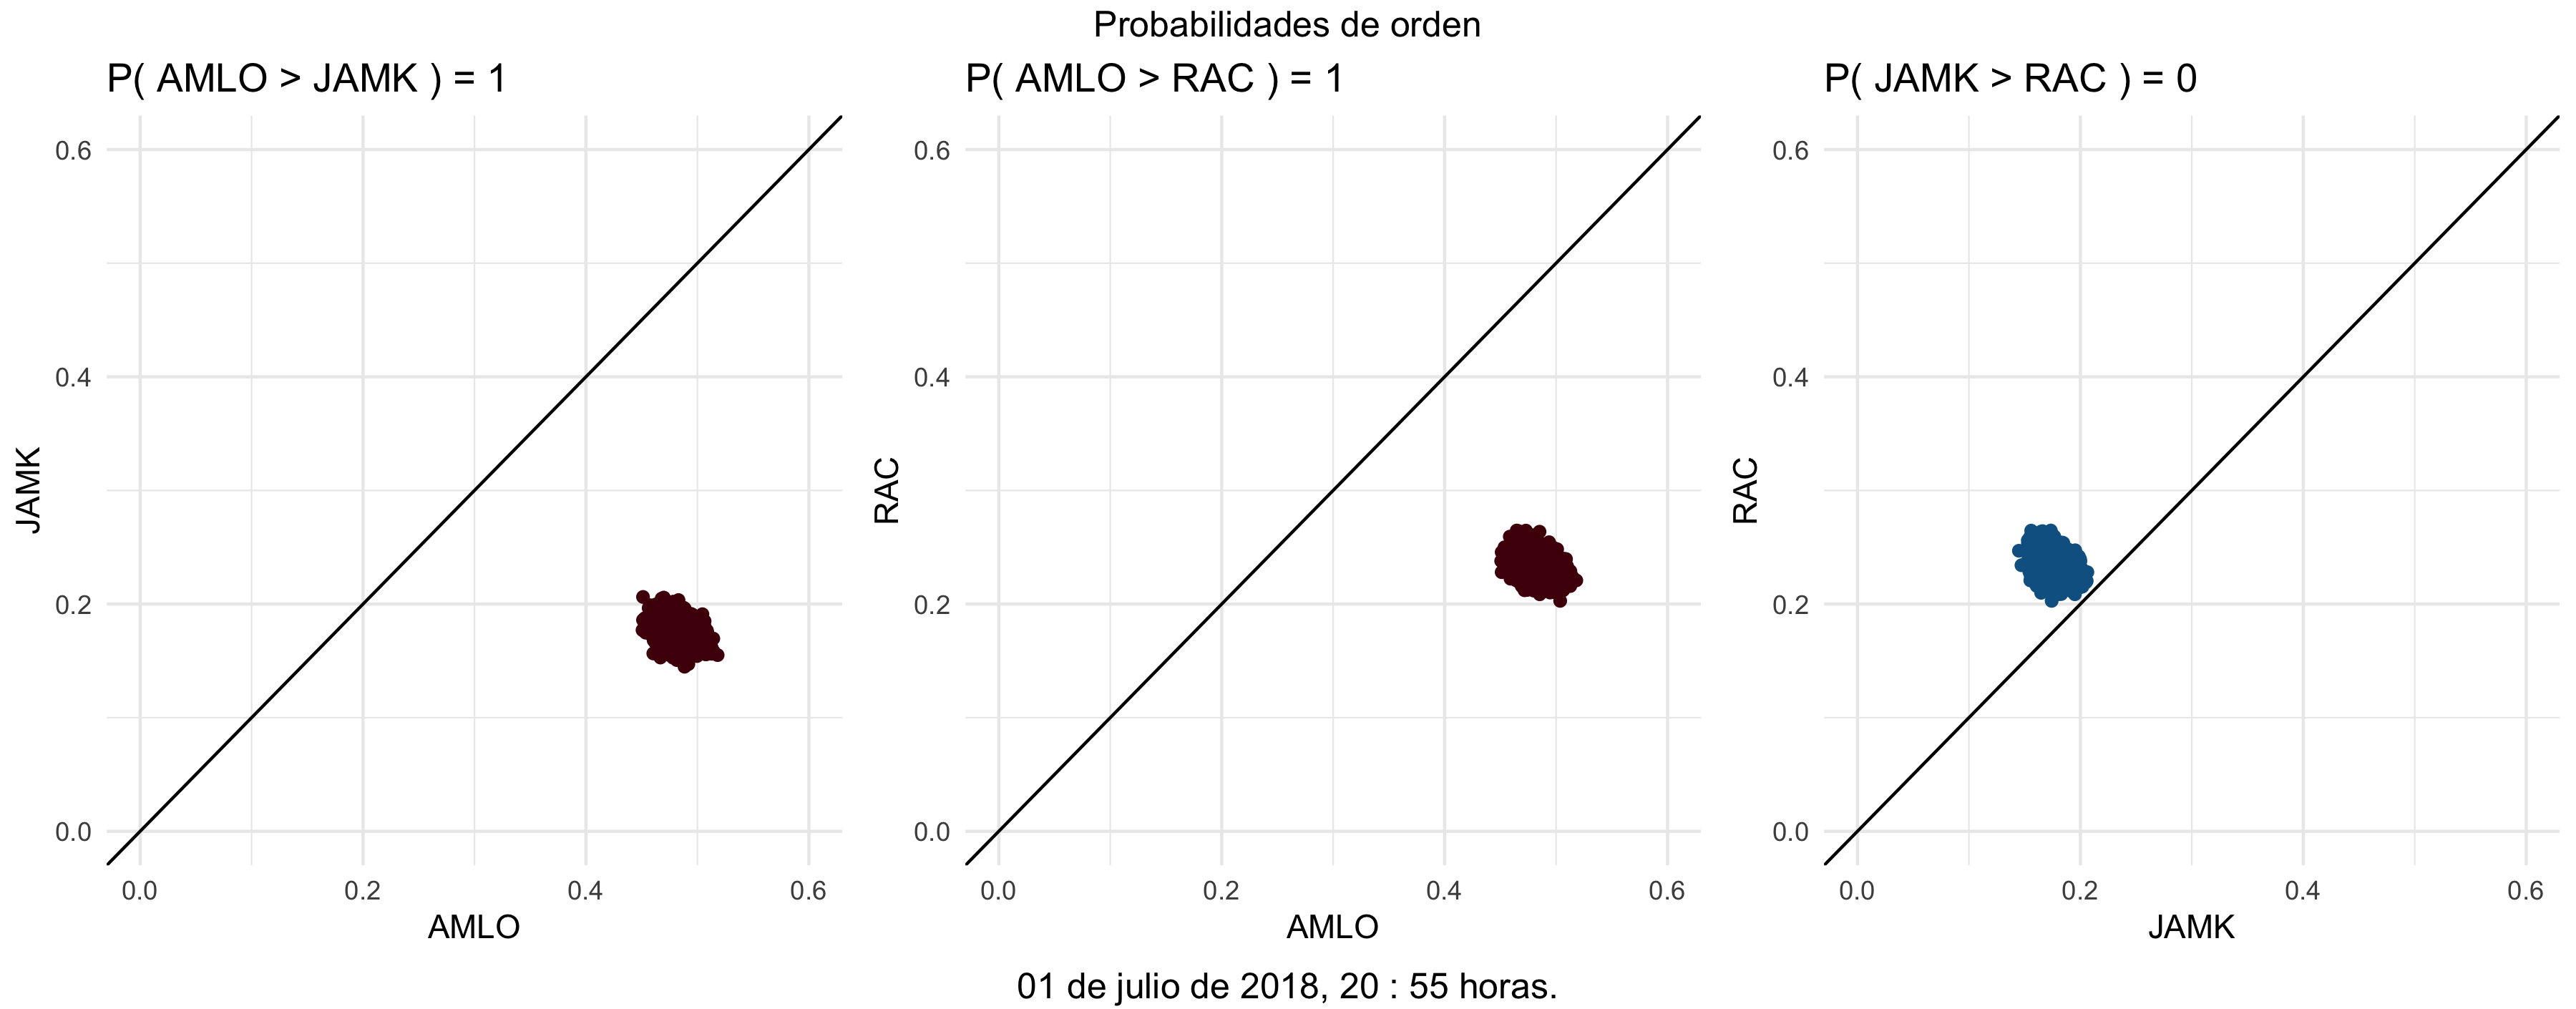 Probabilidades de orden
P( AMLO > JAMK ) = 1
0.6
0.4
0.2
0.0
JAMK
0.0 0.2 0.4 0.6
AMLO
P( AMLO > RAC ) = 1
0.6
0.4
0.2
0.0
RAC
0.0 0.2 0.4 0.6
AMLO
P( JAMK > RAC ) = 0
0.6
0.4
0.2
0.0
RAC
0.0 0.2 0.4 0.6
JAMK
01 de julio de 2018, 20 : 55 horas.